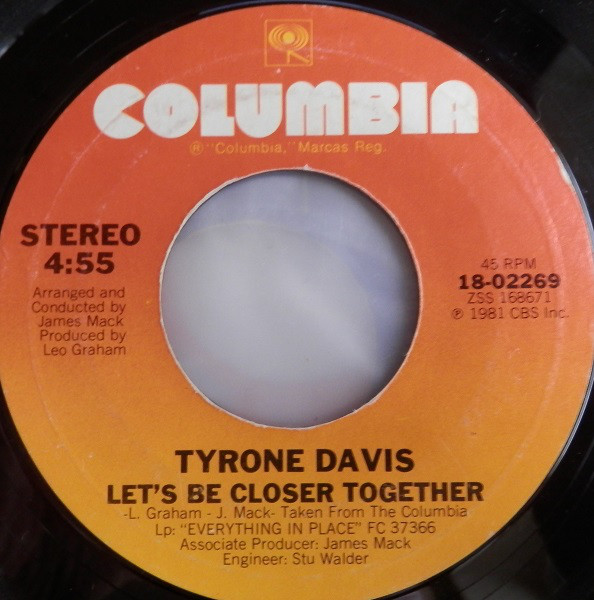 COLUMBIA
® "Columbia," Marcas Reg.
STEREO
4:55
Arranged and
Conducted by
James Mack
Produced by
Leo Graham
45 RPM
18-02269
ZSS 168671
℗ 1981 CBS Inc.
TYRONE DAVIS
LET'S BE CLOSER TOGETHER
-L. Graham - J. Mack- Taken From The Columbia
Lp: "EVERYTHING IN PLACE" FC 37366
Associate Producer: James Mack
Engineer: Stu Walder